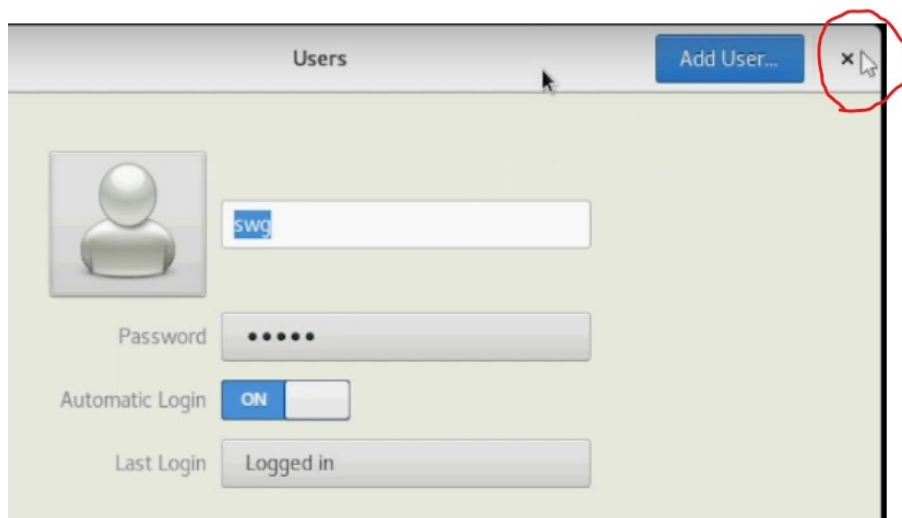 Users
Add User...
×
swg
Password
•••••
Automatic Login
ON
Last Login
Logged in